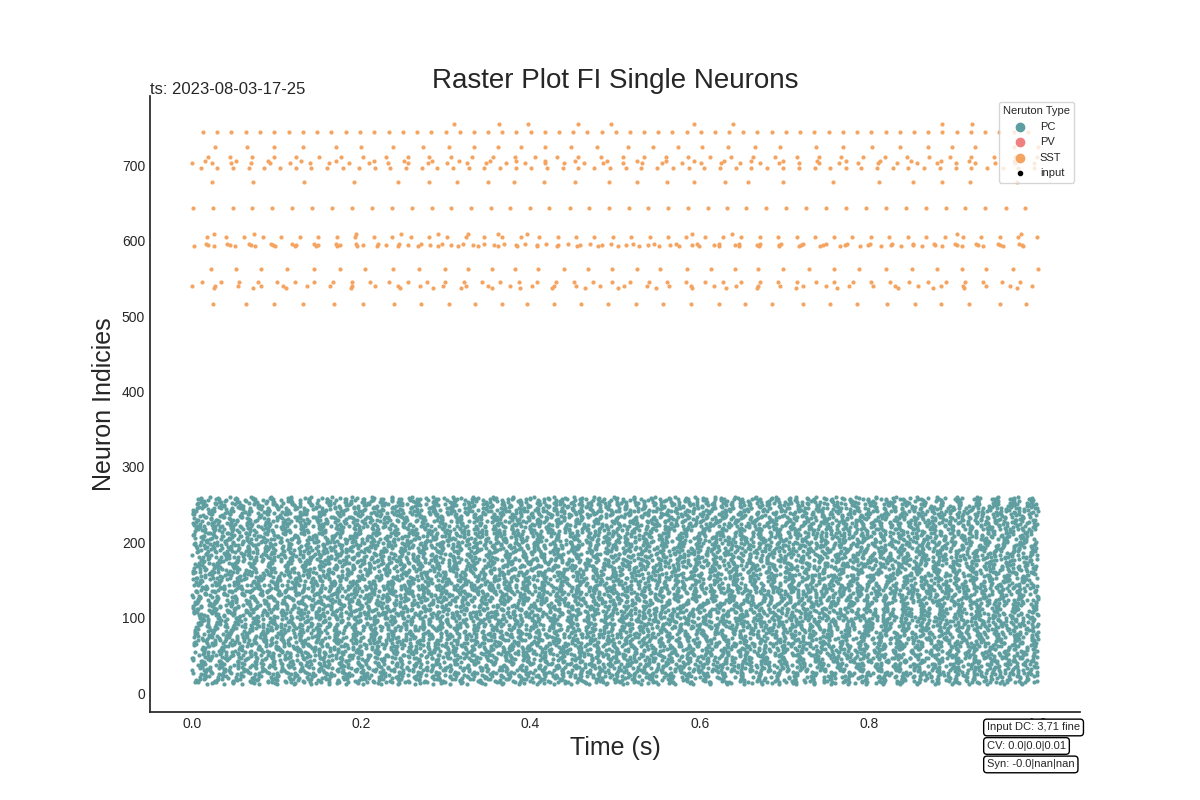 Raster Plot FI Single Neurons
ts: 2023-08-03-17-25
Neruton Type
PC
PV
SST
input
Neuron Indicies
700
600
500
400
300
200
100
0
0.0
0.2
0.4
0.6
0.8
Time (s)
Input DC: 3,71 fine
CV: 0.0|0.0|0.01
Syn: -0.0|nan|nan